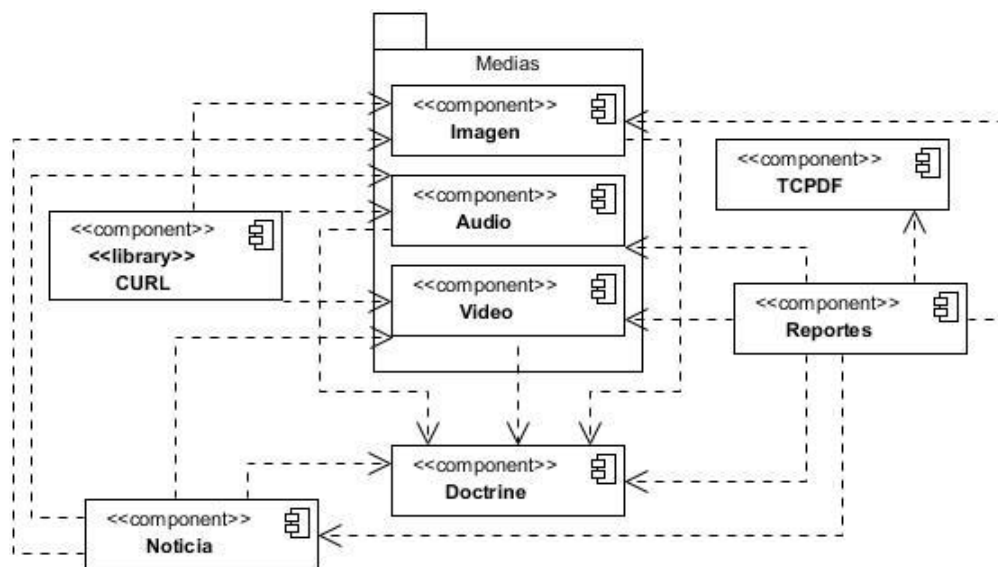 Medias
<<component>>
Imagen
<<component>>
TCPDF
<<component>>
Audio
<<component>>
<<library>>
CURL
<<component>>
Video
<<component>>
Reportes
<<component>>
Doctrine
<<component>>
Noticia